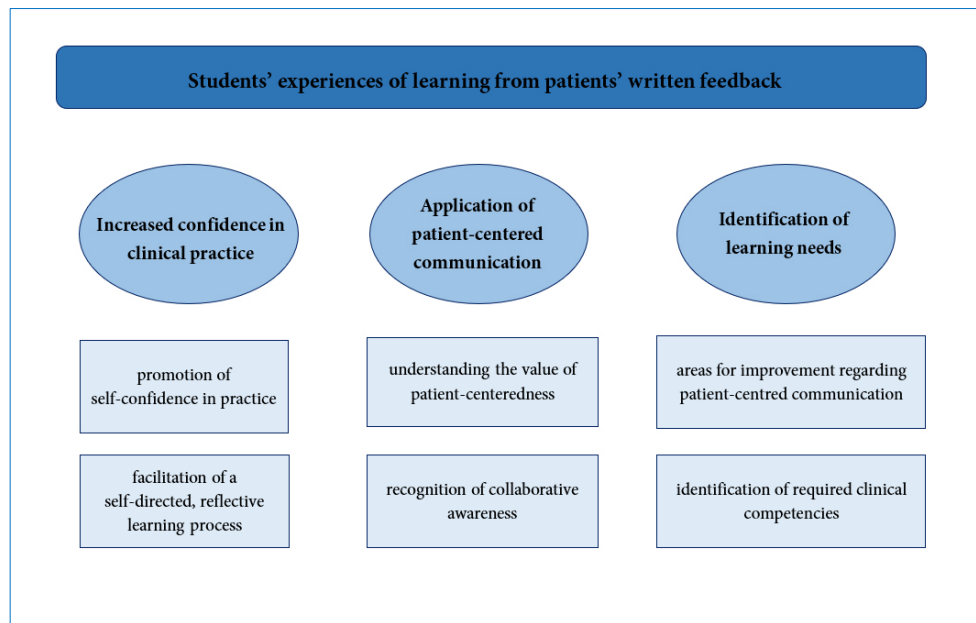 Students’ experiences of learning from patients’ written feedback
Increased confidence in
clinical practice
Application of
patient-centered
communication
Identification of
learning needs
promotion of
self-confidence in practice
understanding the value of
patient-centeredness
areas for improvement regarding
patient-centred communication
facilitation of a
self-directed, reflective
learning process
recognition of collaborative
awareness
identification of required clinical
competencies